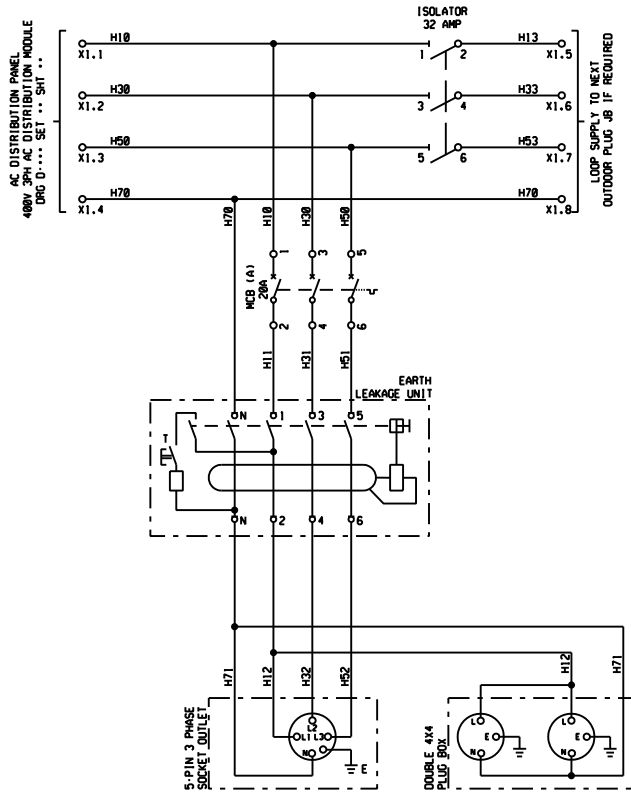 ISOLATOR
32 AMP
AC DISTRIBUTION PANEL
400V 3PH AC DISTRIBUTION MODULE
DRG D···· SET ·· SHT ··
H10
X1.1
1
2
H13
X1.5
H30
X1.2
3
4
H33
X1.6
H50
X1.3
5
6
H53
X1.7
H70
X1.4
H70
X1.8
LOOP SUPPLY TO NEXT
OUTDOOR PLUG JB IF REQUIRED
H70
H10
H30
H50
1
3
5
MCB (A)
20A
2
4
6
H11
H31
H51
EARTH
LEAKAGE UNIT
N
1
3
5
T
N
2
4
6
H71
H12
H32
H52
H12
H71
5-PIN 3 PHASE
SOCKET OUTLET
L2
L1
L3
N
E
DOUBLE 4X4
PLUG BOX
L
E
N
L
E
N